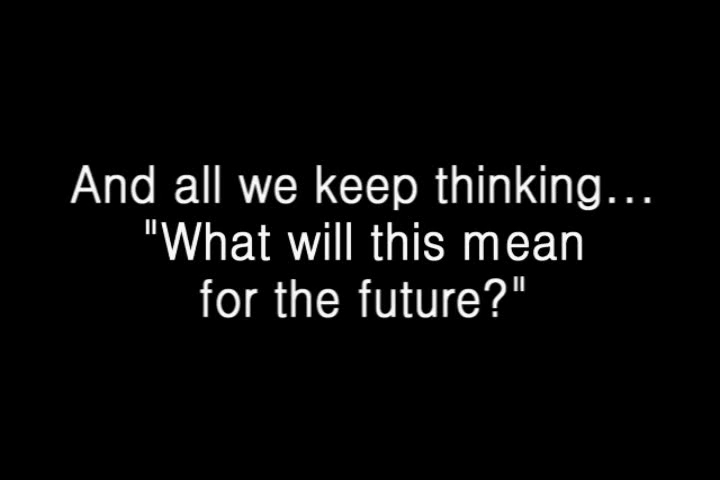 And all we keep thinking...
"What will this mean
for the future?"